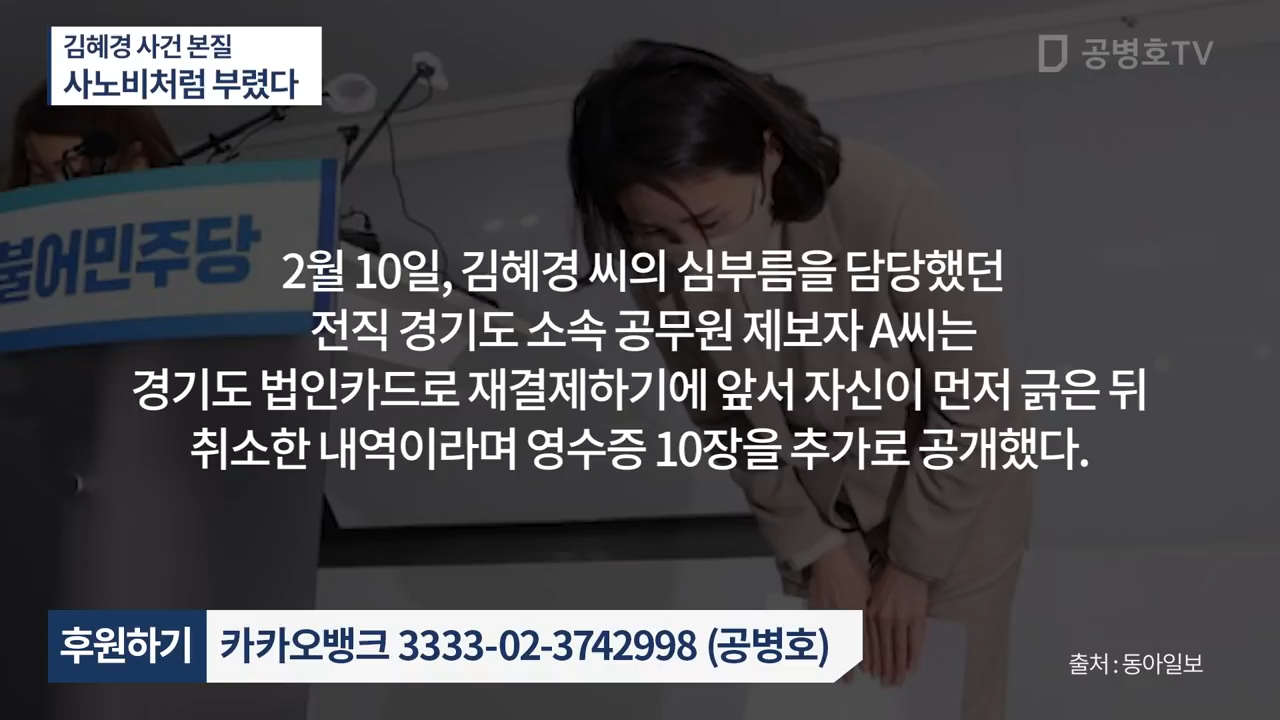 김혜경 사건 본질
사노비처럼 부렸다
공병호TV
불어민주당
2월 10일, 김혜경 씨의 심부름을 담당했던
전직 경기도 소속 공무원 제보자 A씨는
경기도 법인카드로 재결제하기에 앞서 자신이 먼저 긁은 뒤
취소한 내역이라며 영수증 10장을 추가로 공개했다.
후원하기 카카오뱅크 3333-02-3742998 (공병호)
출처 : 동아일보